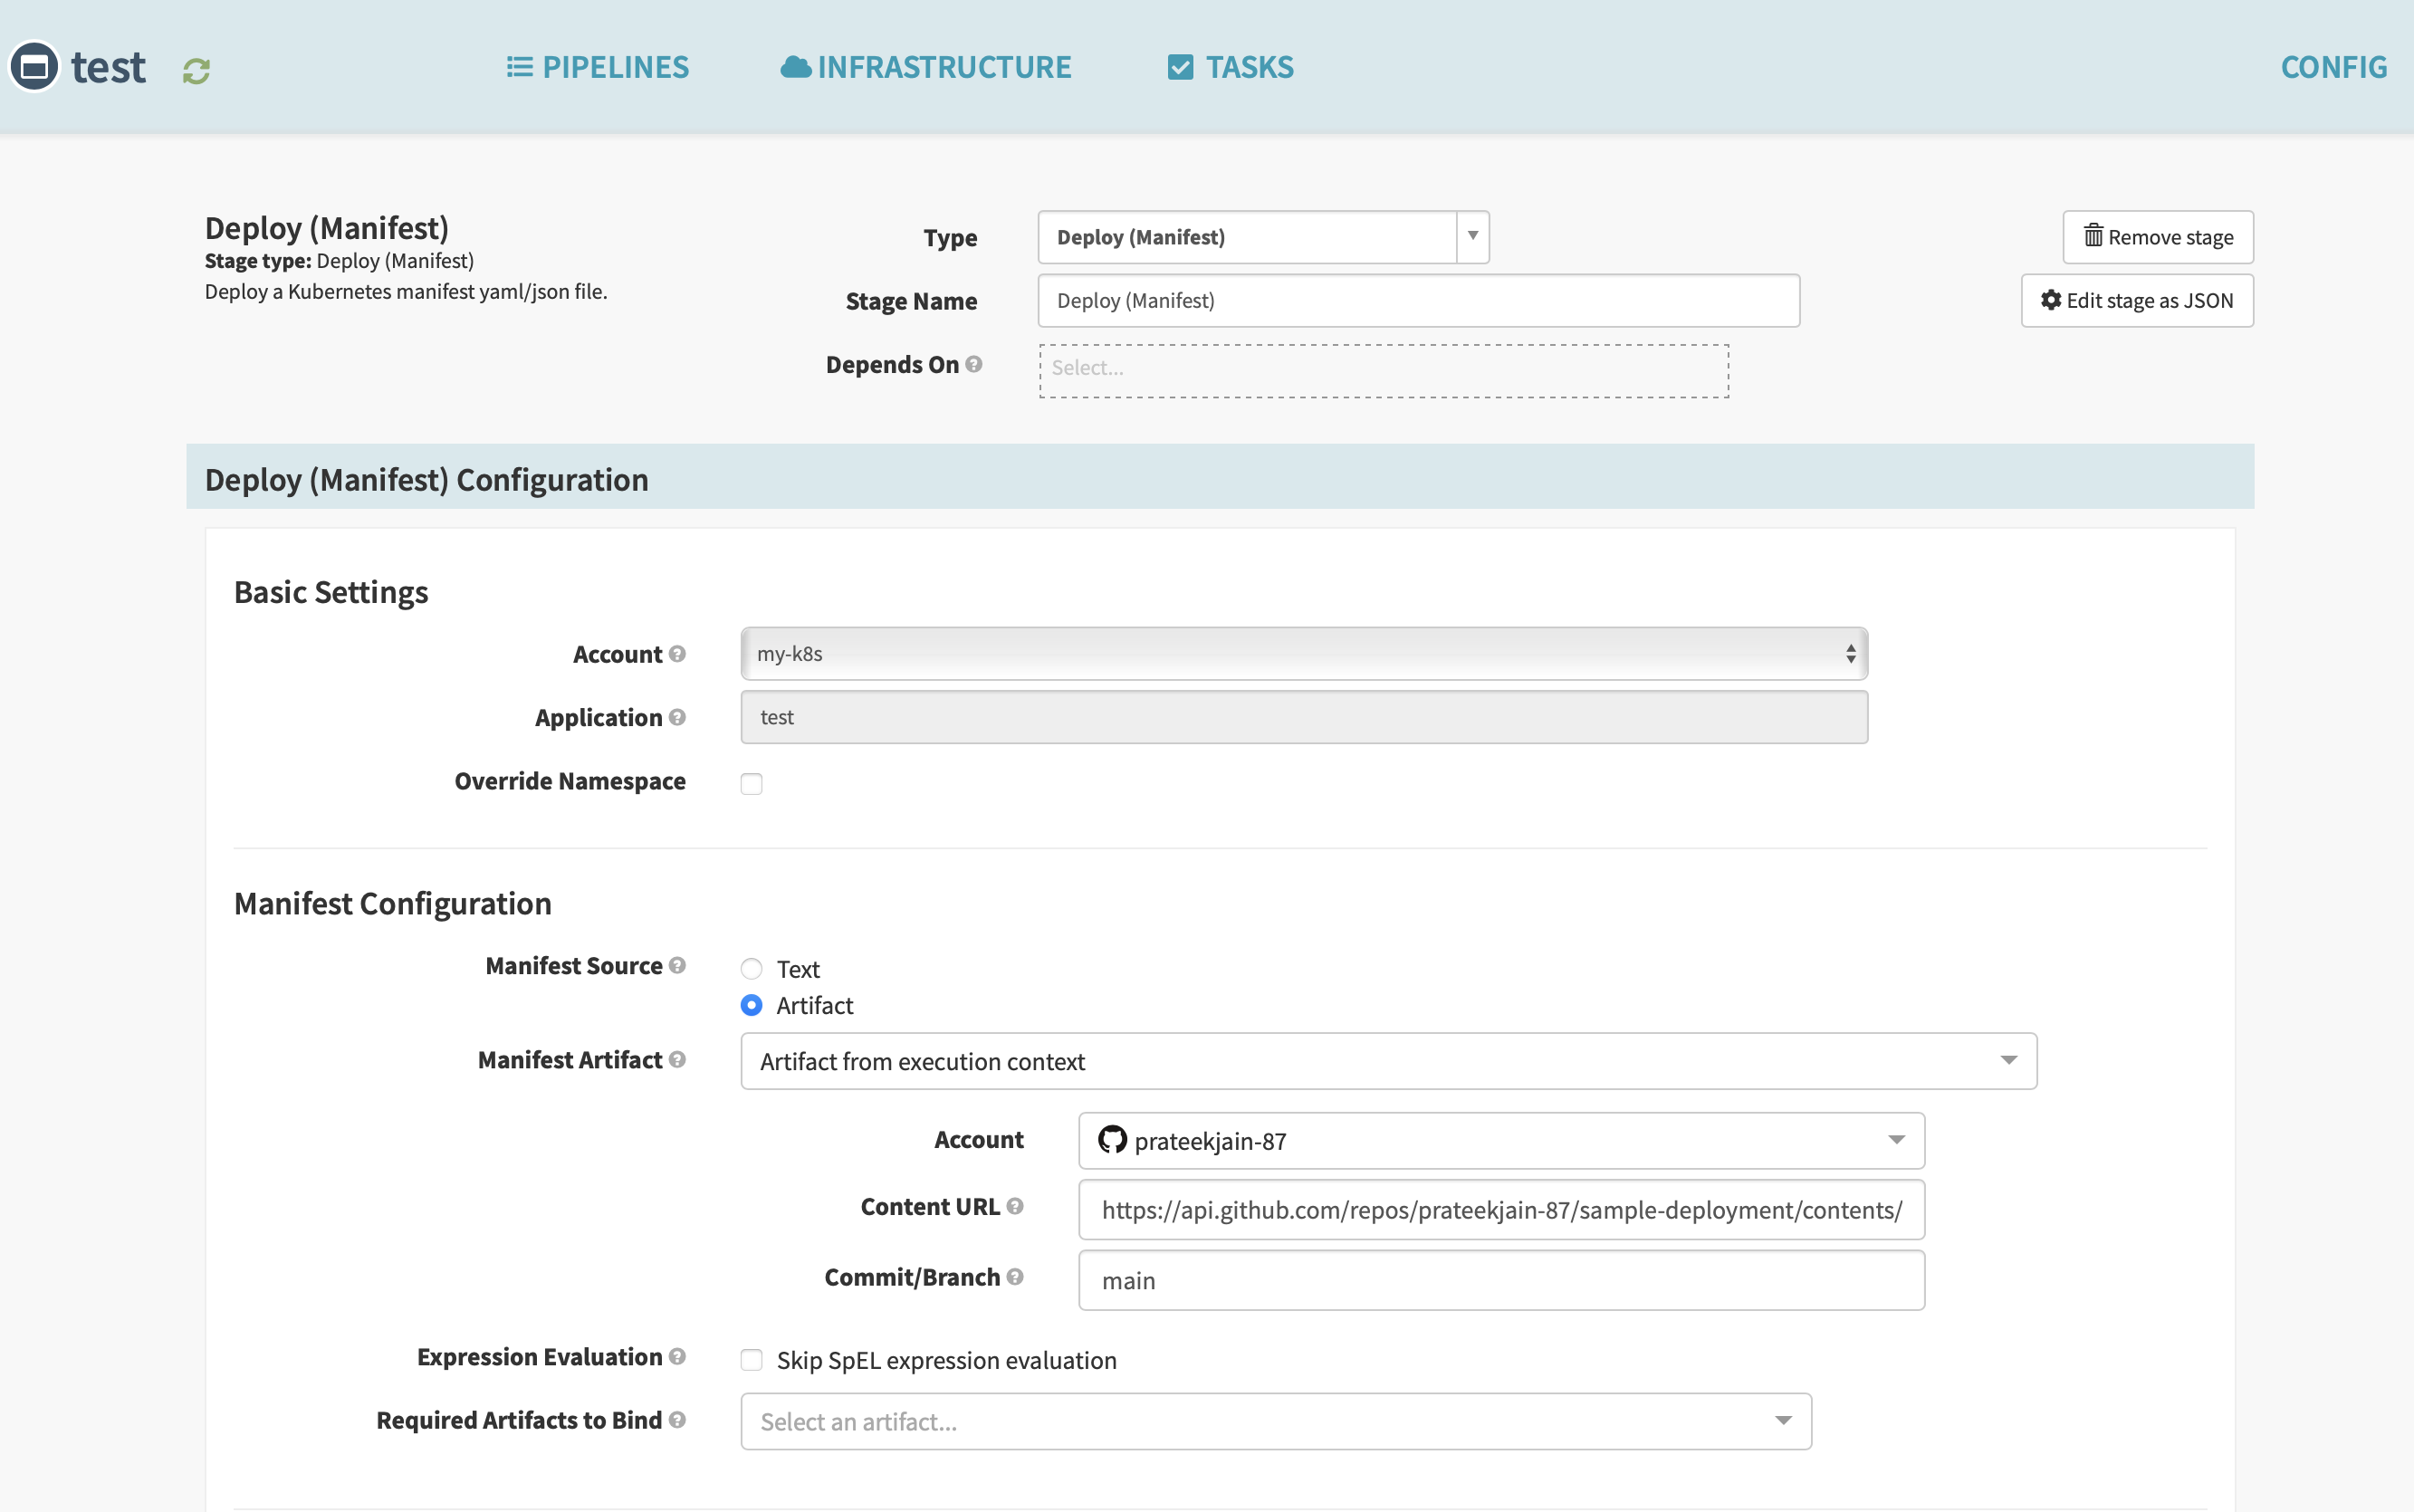 test
PIPELINES
INFRASTRUCTURE
TASKS
CONFIG
Deploy (Manifest)
Stage type: Deploy (Manifest)
Deploy a Kubernetes manifest yaml/json file.
Type
Deploy (Manifest)
Remove stage
Stage Name
Deploy (Manifest)
Edit stage as JSON
Depends On
Select...
Deploy (Manifest) Configuration
Basic Settings
Account
my-k8s
Application
test
Override Namespace
Manifest Configuration
Manifest Source
Text
Artifact
Manifest Artifact
Artifact from execution context
Account
prateekjain-87
Content URL
https://api.github.com/repos/prateekjain-87/sample-deployment/contents/
Commit/Branch
main
Expression Evaluation
Skip SpEL expression evaluation
Required Artifacts to Bind
Select an artifact...